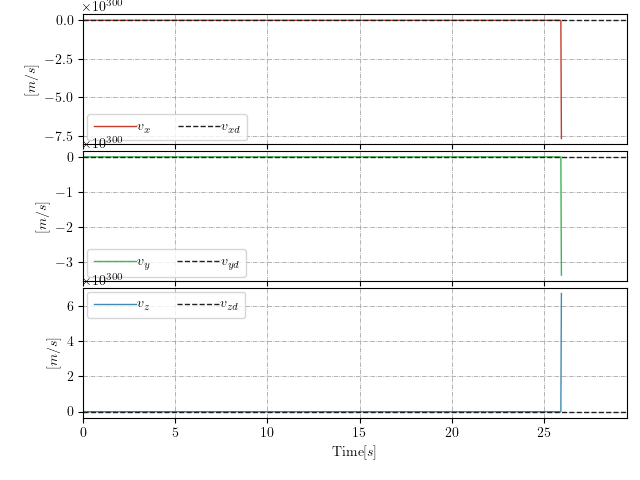 ×10^300
0.0
−2.5
−5.0
−7.5
[m/s]
v_x v_xd
×10^300
0
−1
−2
−3
[m/s]
v_y v_yd
×10^300
v_z v_zd
6
4
2
0
[m/s]
0 5 10 15 20 25
Time[s]